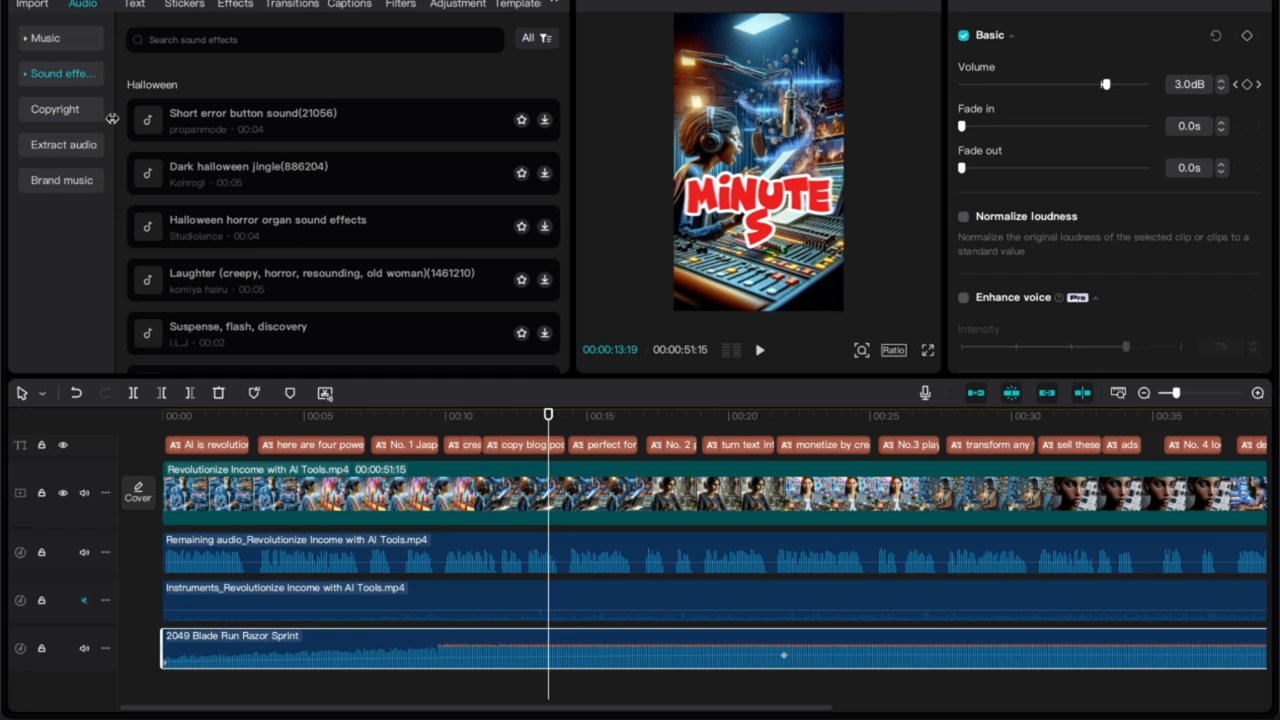 Import Audio Text Stickers Effects Transitions Captions Filters Adjustment Template
Music
Sound effe...
Copyright
Extract audio
Brand music
Search sound effects
All
Halloween
Short error button sound(21056)
propanmode · 00:04
Dark halloween jingle(886204)
Kohrogi · 00:05
Halloween horror organ sound effects
Studiolance · 00:04
Laughter (creepy, horror, resounding, old woman)(1461210)
komiya hairu · 00:05
Suspense, flash, discovery
I.L.J · 00:02
MINUTE
S
00:00:13:19 00:00:51:15
Ratio
Basic
Volume
3.0dB
Fade in
0.0s
Fade out
0.0s
Normalize loudness
Normalize the original loudness of the selected clip or clips to a
standard value
Enhance voice Pro
Intensity
75
00:00 00:05 00:10 00:15 00:20 00:25 00:30 00:35
AI is revolution here are four powe No. 1 Jasp crea copy blog pos perfect for No. 2 p turn text int monetize by cre No.3 play transform any sell these ads No. 4 lo de
Cover
Revolutionize Income with AI Tools.mp4 00:00:51:15
Remaining audio_Revolutionize Income with AI Tools.mp4
Instruments_Revolutionize Income with AI Tools.mp4
2049 Blade Run Razor Sprint